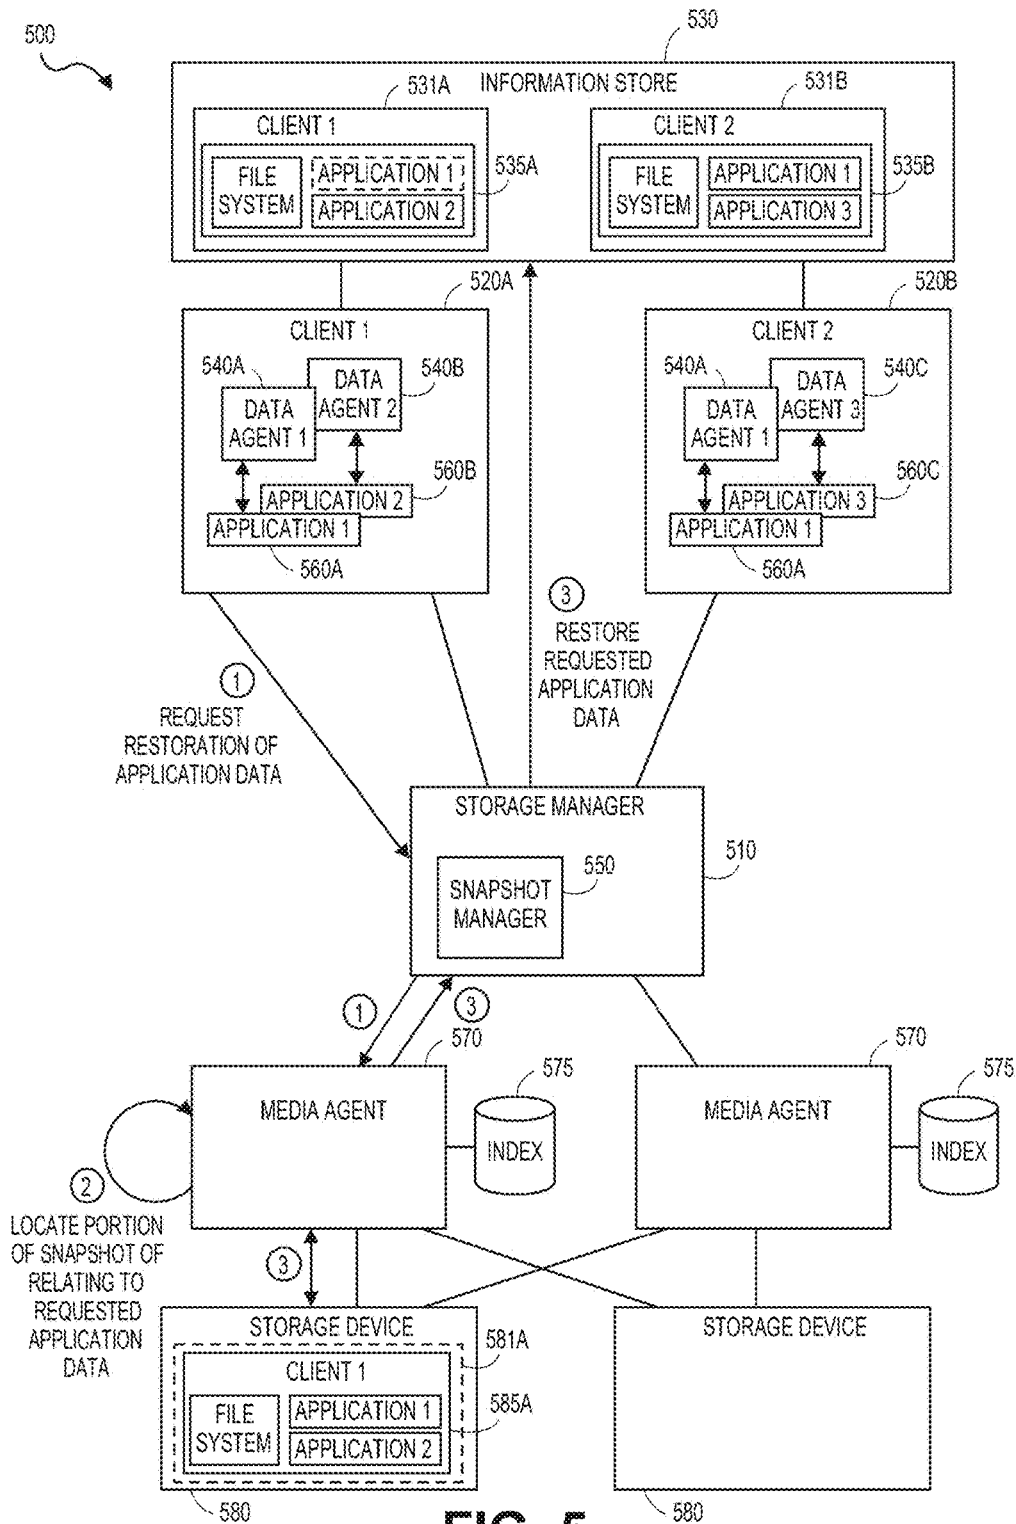 500
530
INFORMATION STORE
531A
531B
CLIENT 1
CLIENT 2
FILE
SYSTEM
APPLICATION 1
APPLICATION 2
535A
FILE
SYSTEM
APPLICATION 1
APPLICATION 3
535B
520A
520B
CLIENT 1
CLIENT 2
540A
540B
DATA
AGENT 2
DATA
AGENT 1
540A
540C
DATA
AGENT 3
DATA
AGENT 1
560B
APPLICATION 2
APPLICATION 1
560A
560C
APPLICATION 3
APPLICATION 1
560A
3
RESTORE
REQUESTED
APPLICATION
DATA
1
REQUEST
RESTORATION OF
APPLICATION DATA
STORAGE MANAGER
510
550
SNAPSHOT
MANAGER
1
3
570
570
MEDIA AGENT
575
INDEX
MEDIA AGENT
575
INDEX
2
LOCATE PORTION
OF SNAPSHOT OF
RELATING TO
REQUESTED
APPLICATION
DATA
3
STORAGE DEVICE
STORAGE DEVICE
581A
CLIENT 1
585A
FILE
SYSTEM
APPLICATION 1
APPLICATION 2
580
580
FIG. 5